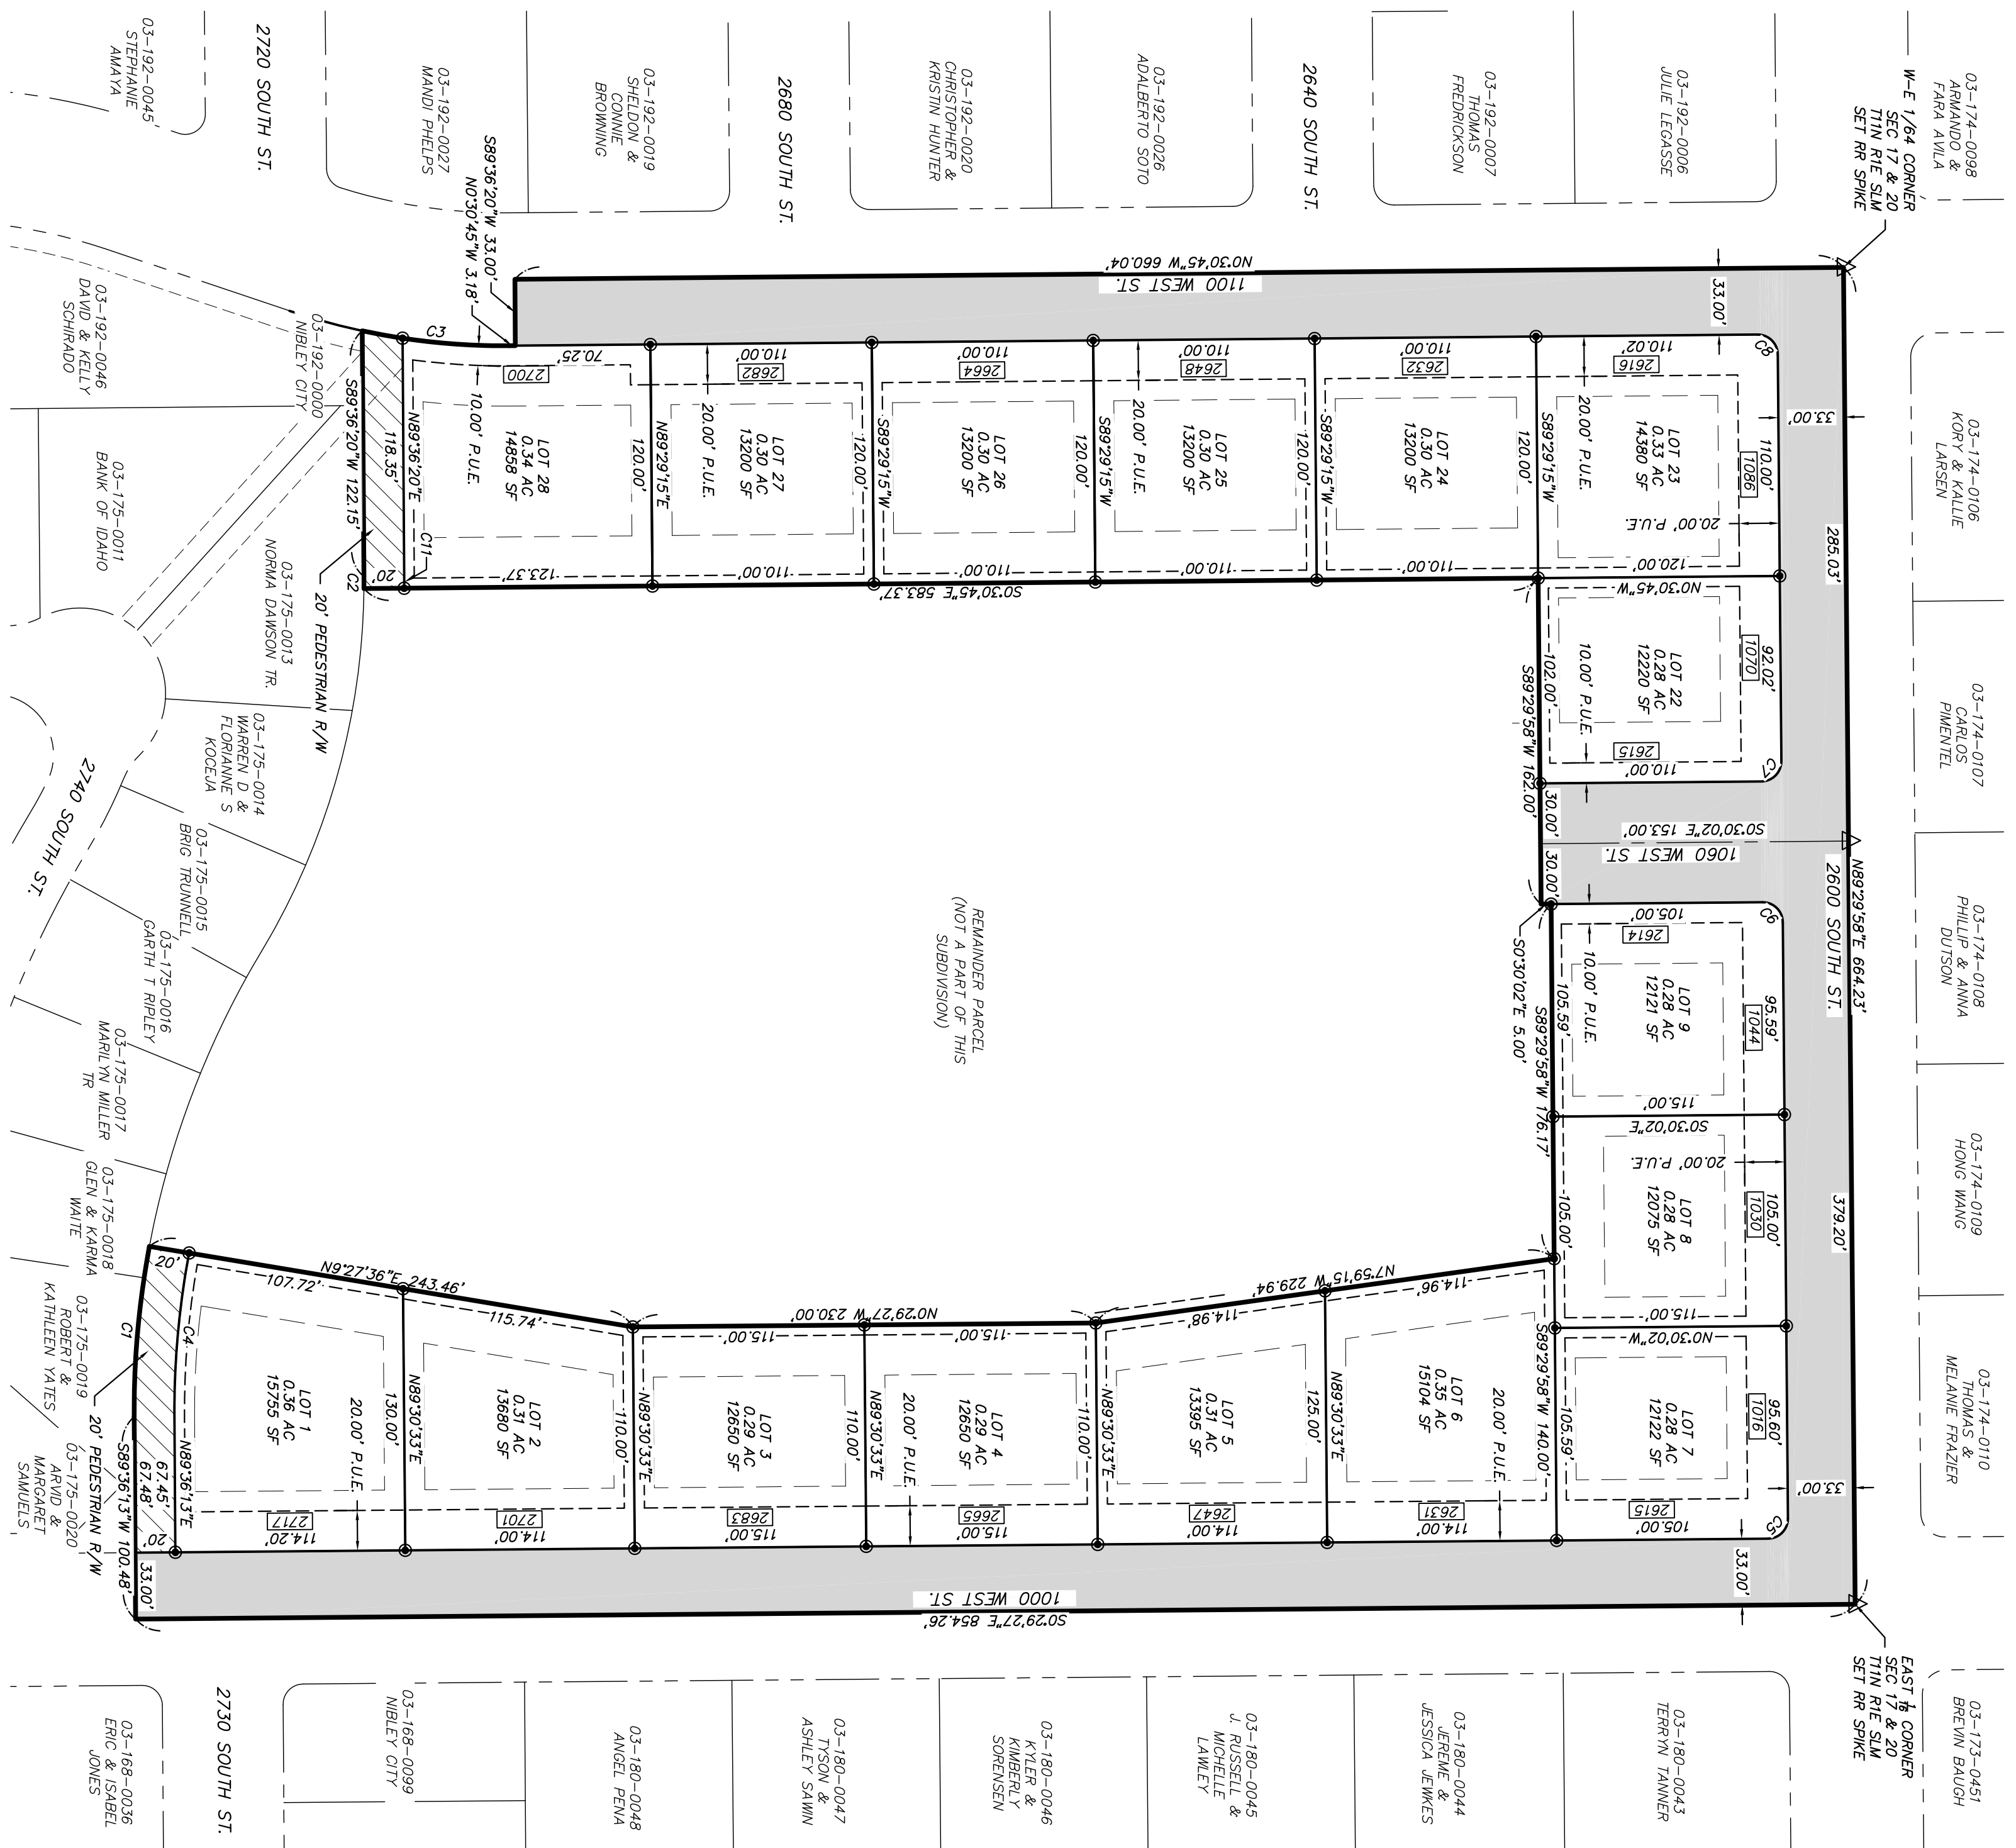 03-174-0098
ARMANDO &
FARA AVILA
W-E 1/64 CORNER
SEC 17 & 20
T11N R1E SLM
SET RR SPIKE
03-174-0106
KORY & KALLIE
LARSEN
03-174-0107
CARLOS
PIMENTEL
03-174-0108
PHILLIP & ANNA
DUTSON
03-174-0109
HONG WANG
03-174-0110
THOMAS &
MELANIE FRAZIER
03-173-0451
BREVIN BAUGH
EAST 1/16 CORNER
SEC 17 & 20
T11N R1E SLM
SET RR SPIKE
N89°29'58"E 664.23'
2600 SOUTH ST.
285.03'
379.20'
33.00'
33.00'
33.00'
33.00'
03-192-0006
JULIE LEGASSE
03-192-0007
THOMAS
FREDRICKSON
2640 SOUTH ST.
03-192-0026
ADALBERTO SOTO
03-192-0020
CHRISTOPHER &
KRISTIN HUNTER
2680 SOUTH ST.
03-192-0019
SHELDON &
CONNIE
BROWNING
03-192-0027
MANDI PHELPS
2720 SOUTH ST.
03-192-0045
STEPHANIE
AMAYA
N0°30'45"W 660.04'
1100 WEST ST.
S89°36'20"W 33.00'
N0°30'45"W 3.18'
C8
110.00'
1086
110.02'
2616
LOT 23
0.33 AC
14380 SF
20.00' P.U.E.
20.00' P.U.E.
120.00'
N0°30'45"W
S89°29'15"W
120.00'
92.02'
1070
LOT 22
0.28 AC
12220 SF
10.00' P.U.E.
2615
110.00'
C7
102.00'
S89°29'58"W 162.00'
30.00'
30.00'
S0°30'02"E 153.00'
1060 WEST ST.
C6
105.00'
2614
95.59'
1044
LOT 9
0.28 AC
12121 SF
10.00' P.U.E.
105.59'
S0°30'02"E 5.00'
S89°29'58"W 176.17'
115.00'
S0°30'02"E
105.00'
1030
20.00' P.U.E.
LOT 8
0.28 AC
12075 SF
105.00'
115.00'
N0°30'02"W
95.60'
1016
LOT 7
0.28 AC
12122 SF
105.59'
S89°29'58"W 140.00'
2615
105.00'
C5
110.00'
2632
LOT 24
0.30 AC
13200 SF
110.00'
S89°29'15"W
120.00'
110.00'
2648
LOT 25
0.30 AC
13200 SF
20.00' P.U.E.
110.00'
S89°29'15"W
120.00'
110.00'
2664
LOT 26
0.30 AC
13200 SF
110.00'
S89°29'15"W
120.00'
110.00'
2682
LOT 27
0.30 AC
13200 SF
20.00' P.U.E.
110.00'
N89°29'15"E
120.00'
70.25'
2700
C3
LOT 28
0.34 AC
14858 SF
10.00' P.U.E.
123.37'
S0°30'45"E 583.37'
N89°36'20"E
118.35'
C11
S89°36'20"W 122.15'
20'
C2
20' PEDESTRIAN R/W
REMAINDER PARCEL
(NOT A PART OF THIS
SUBDIVISION)
N7°59'15"W 229.94'
114.96'
114.98'
LOT 6
0.35 AC
15104 SF
20.00' P.U.E.
2631
114.00'
N89°30'33"E
125.00'
LOT 5
0.31 AC
13395 SF
2647
114.00'
N89°30'33"E
110.00'
N0°29'27"W 230.00'
115.00'
115.00'
LOT 4
0.29 AC
12650 SF
20.00' P.U.E.
2665
115.00'
N89°30'33"E
110.00'
LOT 3
0.29 AC
12650 SF
2683
115.00'
N89°30'33"E
110.00'
N9°27'36"E 243.46'
115.74'
107.72'
LOT 2
0.31 AC
13680 SF
2701
114.00'
N89°30'33"E
130.00'
LOT 1
0.36 AC
15755 SF
20.00' P.U.E.
2717
114.20'
20'
C4
N89°36'13"E
67.45'
67.48'
20'
C1
S89°36'13"W 100.48'
33.00'
20' PEDESTRIAN R/W
1000 WEST ST.
S0°29'27"E 854.26'
03-192-0046
DAVID & KELLY
SCHIRADO
03-192-0000
NIBLEY CITY
03-175-0011
BANK OF IDAHO
03-175-0013
NORMA DAWSON TR.
03-175-0014
WARREN D &
FLORIANNE S
KOCEJA
2740 SOUTH ST.
03-175-0015
BRIG TRUNNELL
03-175-0016
GARTH T RIPLEY
03-175-0017
MARILYN MILLER
TR
03-175-0018
GLEN & KARMA
WAITE
03-175-0019
ROBERT &
KATHLEEN YATES
03-175-0020
ARVID &
MARGARET
SAMUELS
03-180-0043
TERRYN TANNER
03-180-0044
JEREME &
JESSICA JEWKES
03-180-0045
J. RUSSELL &
MICHELLE
LAWLEY
03-180-0046
KYLER &
KIMBERLY
SORENSEN
03-180-0047
TYSON &
ASHLEY SAWIN
03-180-0048
ANGEL PENA
03-168-0099
NIBLEY CITY
2730 SOUTH ST.
03-168-0036
ERIC & ISABEL
JONES